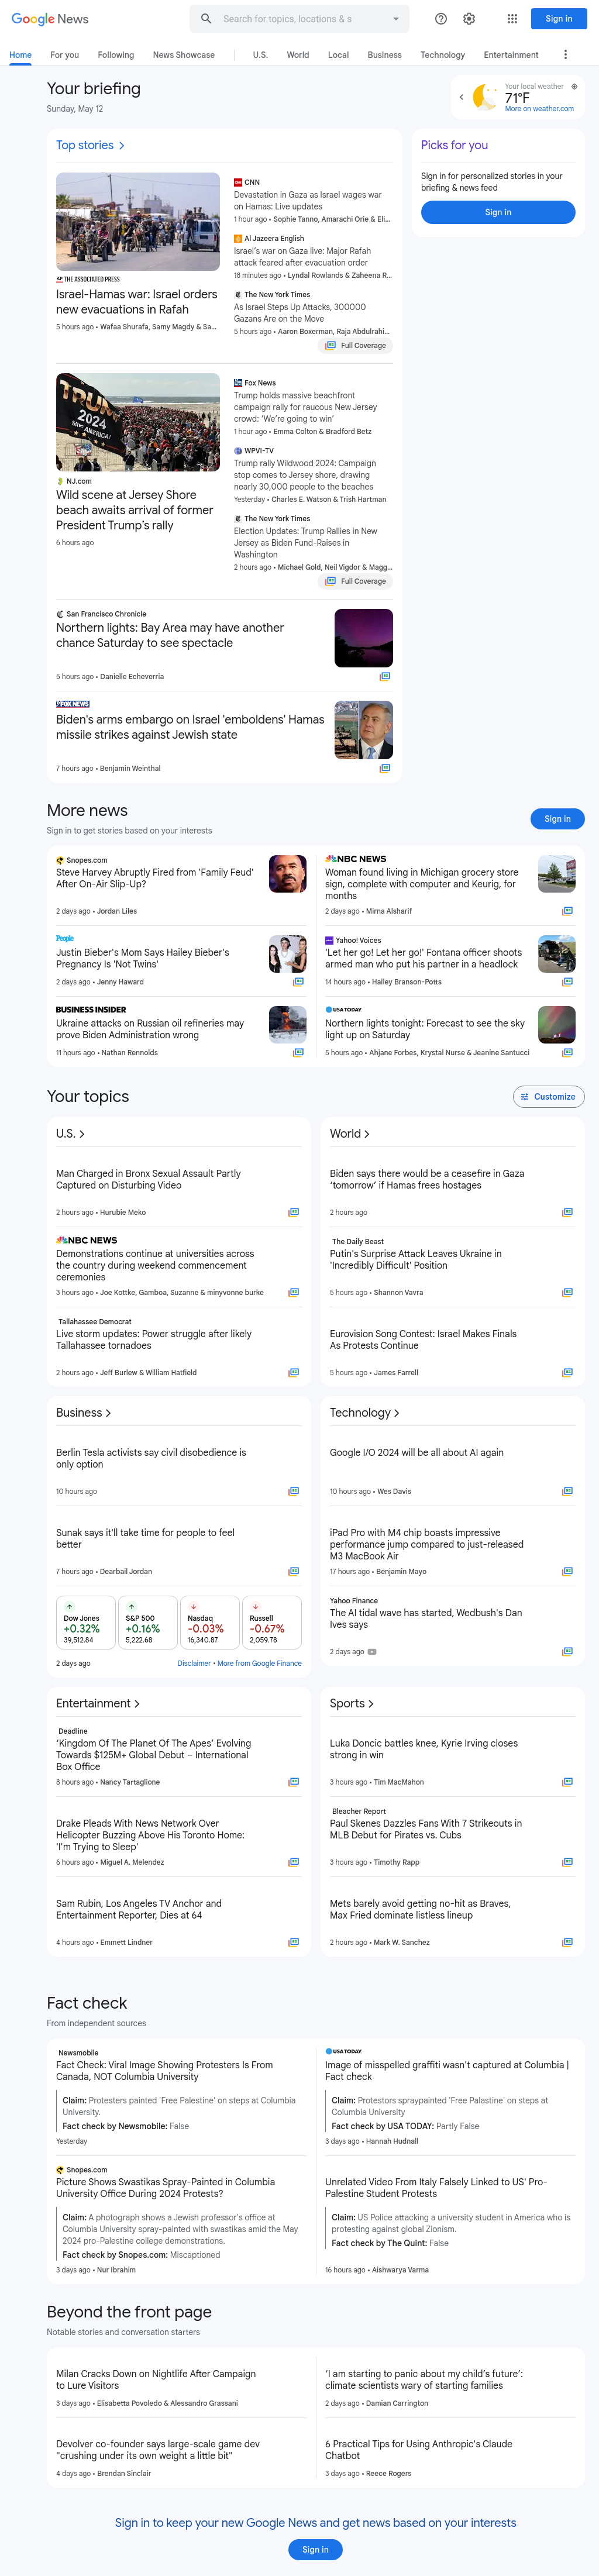 Google News
Search for topics, locations & s
Sign in
Home For you Following News Showcase U.S. World Local Business Technology Entertainment
Your briefing
Sunday, May 12
Your local weather
71°F
More on weather.com
Top stories
THE ASSOCIATED PRESS
Israel-Hamas war: Israel orders
new evacuations in Rafah
5 hours ago • Wafaa Shurafa, Samy Magdy & Sa...
CNN
Devastation in Gaza as Israel wages war
on Hamas: Live updates
1 hour ago • Sophie Tanno, Amarachi Orie & Eli...
Al Jazeera English
Israel's war on Gaza live: Major Rafah
attack feared after evacuation order
18 minutes ago • Lyndal Rowlands & Zaheena R...
The New York Times
As Israel Steps Up Attacks, 300000
Gazans Are on the Move
5 hours ago • Aaron Boxerman, Raja Abdulrahi...
Full Coverage
Picks for you
Sign in for personalized stories in your
briefing & news feed
Sign in
TRUMP
2024
NJ.com
Wild scene at Jersey Shore
beach awaits arrival of former
President Trump's rally
6 hours ago
Fox News
Trump holds massive beachfront
campaign rally for raucous New Jersey
crowd: 'We're going to win'
1 hour ago • Emma Colton & Bradford Betz
WPVI-TV
Trump rally Wildwood 2024: Campaign
stop comes to Jersey shore, drawing
nearly 30,000 people to the beaches
Yesterday • Charles E. Watson & Trish Hartman
The New York Times
Election Updates: Trump Rallies in New
Jersey as Biden Fund-Raises in
Washington
2 hours ago • Michael Gold, Neil Vigdor & Magg...
Full Coverage
San Francisco Chronicle
Northern lights: Bay Area may have another
chance Saturday to see spectacle
5 hours ago • Danielle Echeverria
FOX NEWS
Biden's arms embargo on Israel 'emboldens' Hamas
missile strikes against Jewish state
7 hours ago • Benjamin Weinthal
More news
Sign in to get stories based on your interests
Sign in
Snopes.com
Steve Harvey Abruptly Fired from 'Family Feud'
After On-Air Slip-Up?
2 days ago • Jordan Liles
NBC NEWS
Woman found living in Michigan grocery store
sign, complete with computer and Keurig, for
months
2 days ago • Mirna Alsharif
People
Justin Bieber's Mom Says Hailey Bieber's
Pregnancy Is 'Not Twins'
2 days ago • Jenny Haward
Yahoo! Voices
'Let her go! Let her go!' Fontana officer shoots
armed man who put his partner in a headlock
14 hours ago • Hailey Branson-Potts
BUSINESS INSIDER
Ukraine attacks on Russian oil refineries may
prove Biden Administration wrong
11 hours ago • Nathan Rennolds
USA TODAY
Northern lights tonight: Forecast to see the sky
light up on Saturday
5 hours ago • Ahjane Forbes, Krystal Nurse & Jeanine Santucci
Your topics
Customize
U.S.
Man Charged in Bronx Sexual Assault Partly
Captured on Disturbing Video
2 hours ago • Hurubie Meko
NBC NEWS
Demonstrations continue at universities across
the country during weekend commencement
ceremonies
3 hours ago • Joe Kottke, Gamboa, Suzanne & minyvonne burke
Tallahassee Democrat
Live storm updates: Power struggle after likely
Tallahassee tornadoes
2 hours ago • Jeff Burlew & William Hatfield
World
Biden says there would be a ceasefire in Gaza
'tomorrow' if Hamas frees hostages
2 hours ago
The Daily Beast
Putin's Surprise Attack Leaves Ukraine in
'Incredibly Difficult' Position
5 hours ago • Shannon Vavra
Eurovision Song Contest: Israel Makes Finals
As Protests Continue
5 hours ago • James Farrell
Business
Berlin Tesla activists say civil disobedience is
only option
10 hours ago
Sunak says it'll take time for people to feel
better
7 hours ago • Dearbail Jordan
Dow Jones
+0.32%
39,512.84
S&P 500
+0.16%
5,222.68
Nasdaq
-0.03%
16,340.87
Russell
-0.67%
2,059.78
2 days ago
Disclaimer • More from Google Finance
Technology
Google I/O 2024 will be all about AI again
10 hours ago • Wes Davis
iPad Pro with M4 chip boasts impressive
performance jump compared to just-released
M3 MacBook Air
17 hours ago • Benjamin Mayo
Yahoo Finance
The AI tidal wave has started, Wedbush's Dan
Ives says
2 days ago
Entertainment
Deadline
'Kingdom Of The Planet Of The Apes' Evolving
Towards $125M+ Global Debut – International
Box Office
8 hours ago • Nancy Tartaglione
Drake Pleads With News Network Over
Helicopter Buzzing Above His Toronto Home:
'I'm Trying to Sleep'
6 hours ago • Miguel A. Melendez
Sam Rubin, Los Angeles TV Anchor and
Entertainment Reporter, Dies at 64
4 hours ago • Emmett Lindner
Sports
Luka Doncic battles knee, Kyrie Irving closes
strong in win
3 hours ago • Tim MacMahon
Bleacher Report
Paul Skenes Dazzles Fans With 7 Strikeouts in
MLB Debut for Pirates vs. Cubs
3 hours ago • Timothy Rapp
Mets barely avoid getting no-hit as Braves,
Max Fried dominate listless lineup
2 hours ago • Mark W. Sanchez
Fact check
From independent sources
Newsmobile
Fact Check: Viral Image Showing Protesters Is From
Canada, NOT Columbia University
Claim: Protesters painted 'Free Palestine' on steps at Columbia
University.
Fact check by Newsmobile: False
Yesterday
USA TODAY
Image of misspelled graffiti wasn't captured at Columbia |
Fact check
Claim: Protestors spraypainted 'Free Palastine' on steps at
Columbia University
Fact check by USA TODAY: Partly False
3 days ago • Hannah Hudnall
Snopes.com
Picture Shows Swastikas Spray-Painted in Columbia
University Office During 2024 Protests?
Claim: A photograph shows a Jewish professor's office at
Columbia University spray-painted with swastikas amid the May
2024 pro-Palestine college demonstrations.
Fact check by Snopes.com: Miscaptioned
3 days ago • Nur Ibrahim
Unrelated Video From Italy Falsely Linked to US' Pro-
Palestine Student Protests
Claim: US Police attacking a university student in America who is
protesting against global Zionism.
Fact check by The Quint: False
16 hours ago • Aishwarya Varma
Beyond the front page
Notable stories and conversation starters
Milan Cracks Down on Nightlife After Campaign
to Lure Visitors
3 days ago • Elisabetta Povoledo & Alessandro Grassani
'I am starting to panic about my child's future':
climate scientists wary of starting families
2 days ago • Damian Carrington
Devolver co-founder says large-scale game dev
"crushing under its own weight a little bit"
4 days ago • Brendan Sinclair
6 Practical Tips for Using Anthropic's Claude
Chatbot
3 days ago • Reece Rogers
Sign in to keep your new Google News and get news based on your interests
Sign in